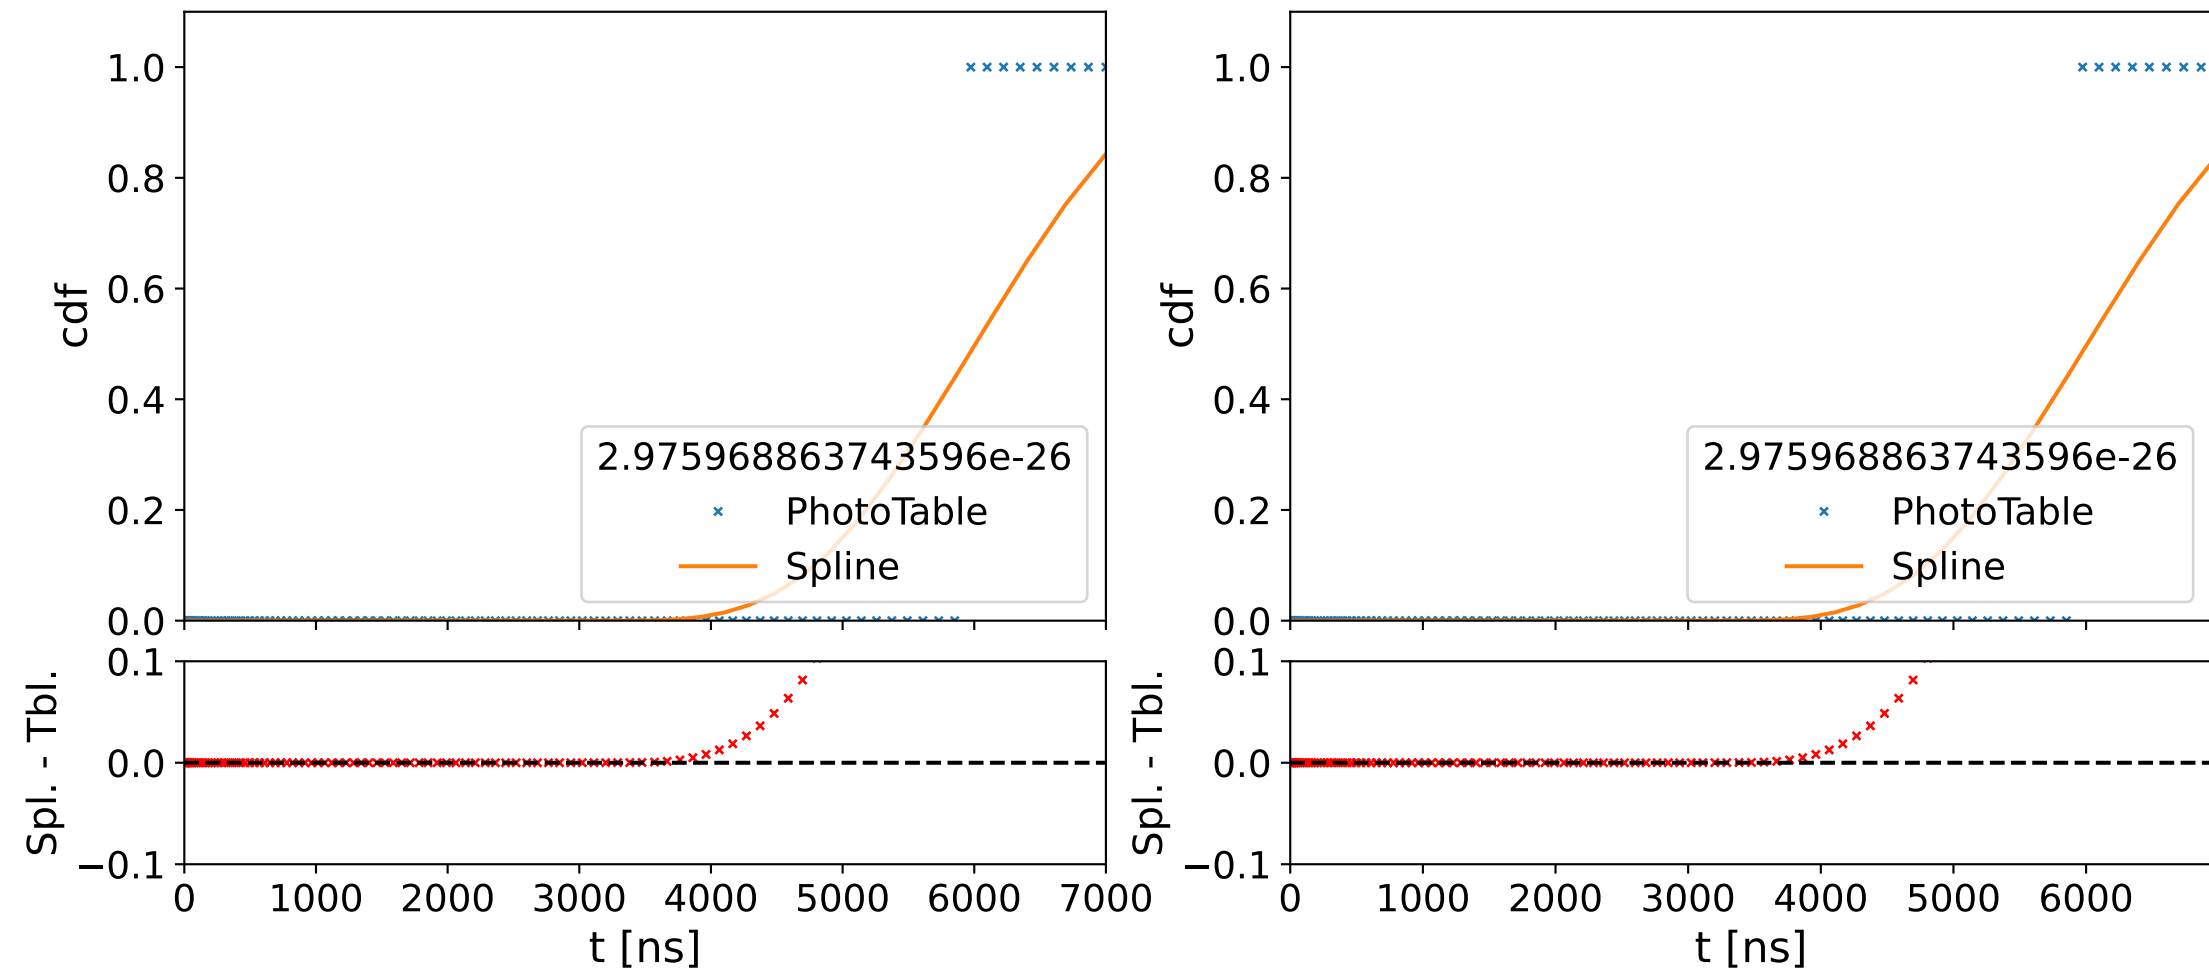 1.0
0.8
0.6
0.4
0.2
0.0
cdf
2.975968863743596e-26
PhotoTable
Spline
0.1
0.0
−0.1
Spl. - Tbl.
0 1000 2000 3000 4000 5000 6000 7000
t [ns]
1.0
0.8
0.6
0.4
0.2
0.0
cdf
2.975968863743596e-26
PhotoTable
Spline
0.1
0.0
−0.1
Spl. - Tbl.
0 1000 2000 3000 4000 5000 6000
t [ns]